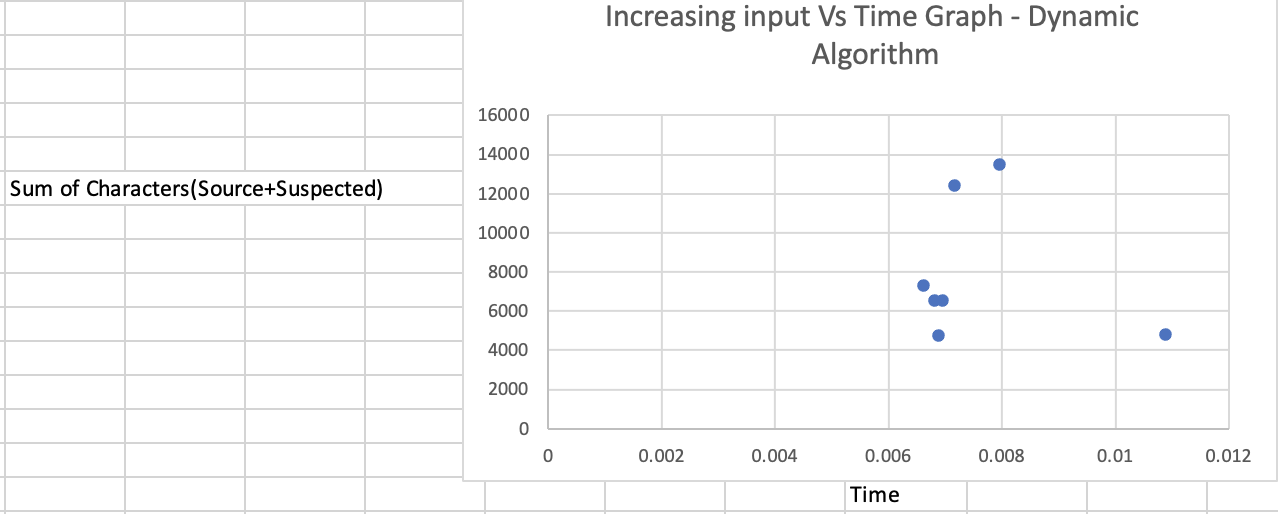 Increasing input Vs Time Graph - Dynamic
Algorithm
16000
14000
12000
Sum of Characters(Source+Suspected)
10000
8000
6000
4000
2000
0
0 0.002 0.004 0.006 0.008 0.01 0.012
Time